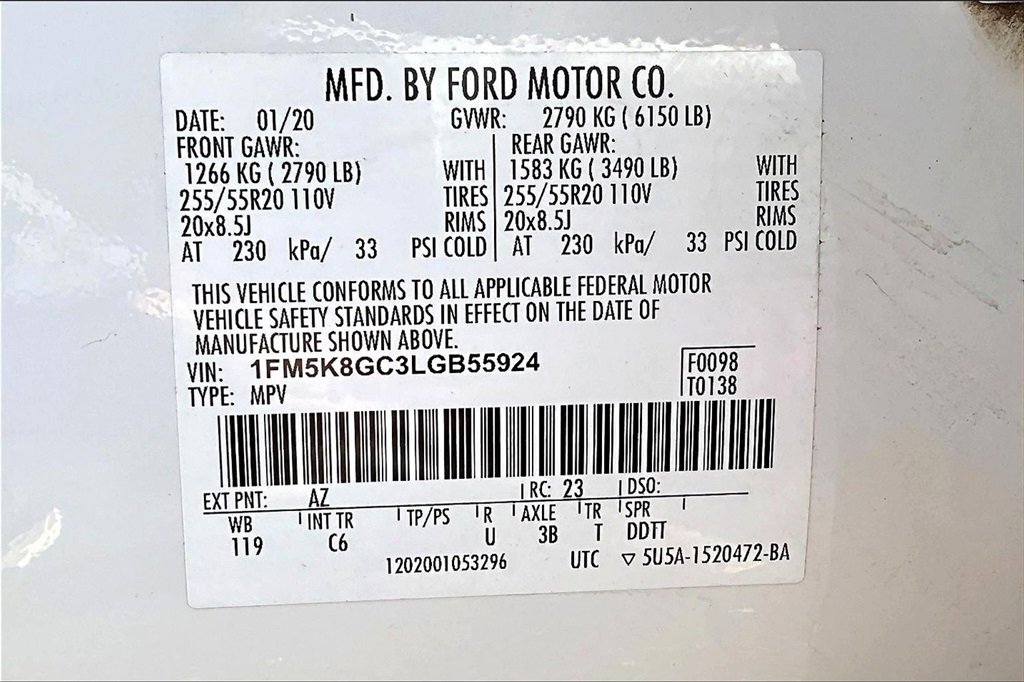 MFD. BY FORD MOTOR CO.
DATE: 01/20 GVWR: 2790 KG ( 6150 LB)
FRONT GAWR: REAR GAWR:
1266 KG ( 2790 LB) WITH 1583 KG ( 3490 LB) WITH
255/55R20 110V TIRES 255/55R20 110V TIRES
20x8.5J RIMS 20x8.5J RIMS
AT 230 kPa/ 33 PSI COLD AT 230 kPa/ 33 PSI COLD
THIS VEHICLE CONFORMS TO ALL APPLICABLE FEDERAL MOTOR
VEHICLE SAFETY STANDARDS IN EFFECT ON THE DATE OF
MANUFACTURE SHOWN ABOVE.
VIN: 1FM5K8GC3LGB55924 F0098
TYPE: MPV T0138
EXT PNT: AZ RC: 23 DSO:
WB INT TR TP/PS R AXLE TR SPR
119 C6 U 3B T DDTT
1202001053296 UTC ▽ 5U5A-1520472-BA